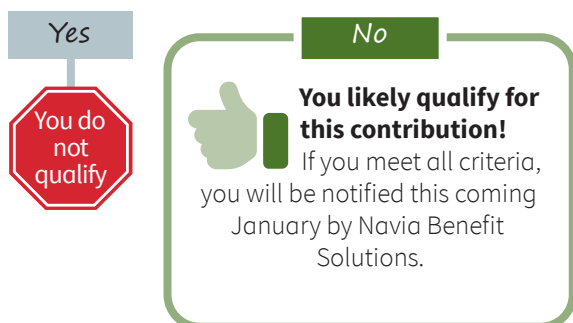 Yes
You do
not
qualify
No
You likely qualify for
this contribution!
If you meet all criteria,
you will be notified this coming
January by Navia Benefit
Solutions.